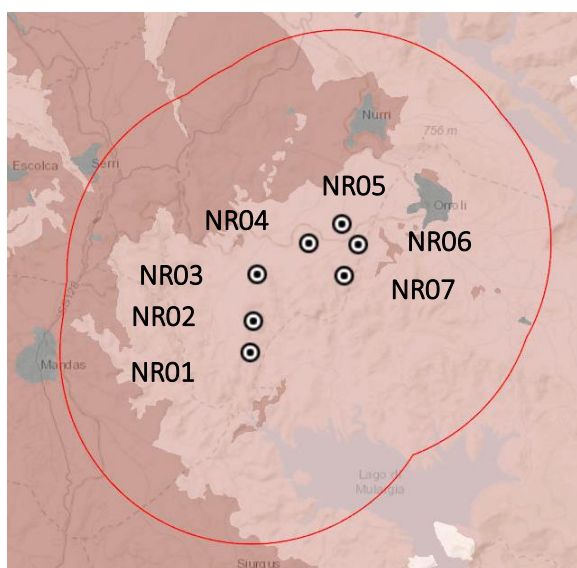 Nurri
756 m
Escolca
Serri
NR05
Orroli
NR04
NR06
NR03
NR07
NR02
Mandas
NR01
Lago di
Mulargia
Siurgus